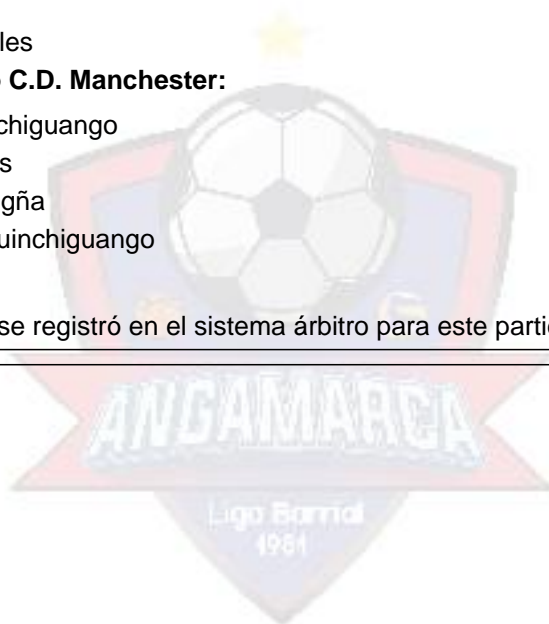 les
o C.D. Manchester:
chiguango
s
gña
uinchiguango
se registró en el sistema árbitro para este parti
ANGAMARCA
Liga Barrial
1981